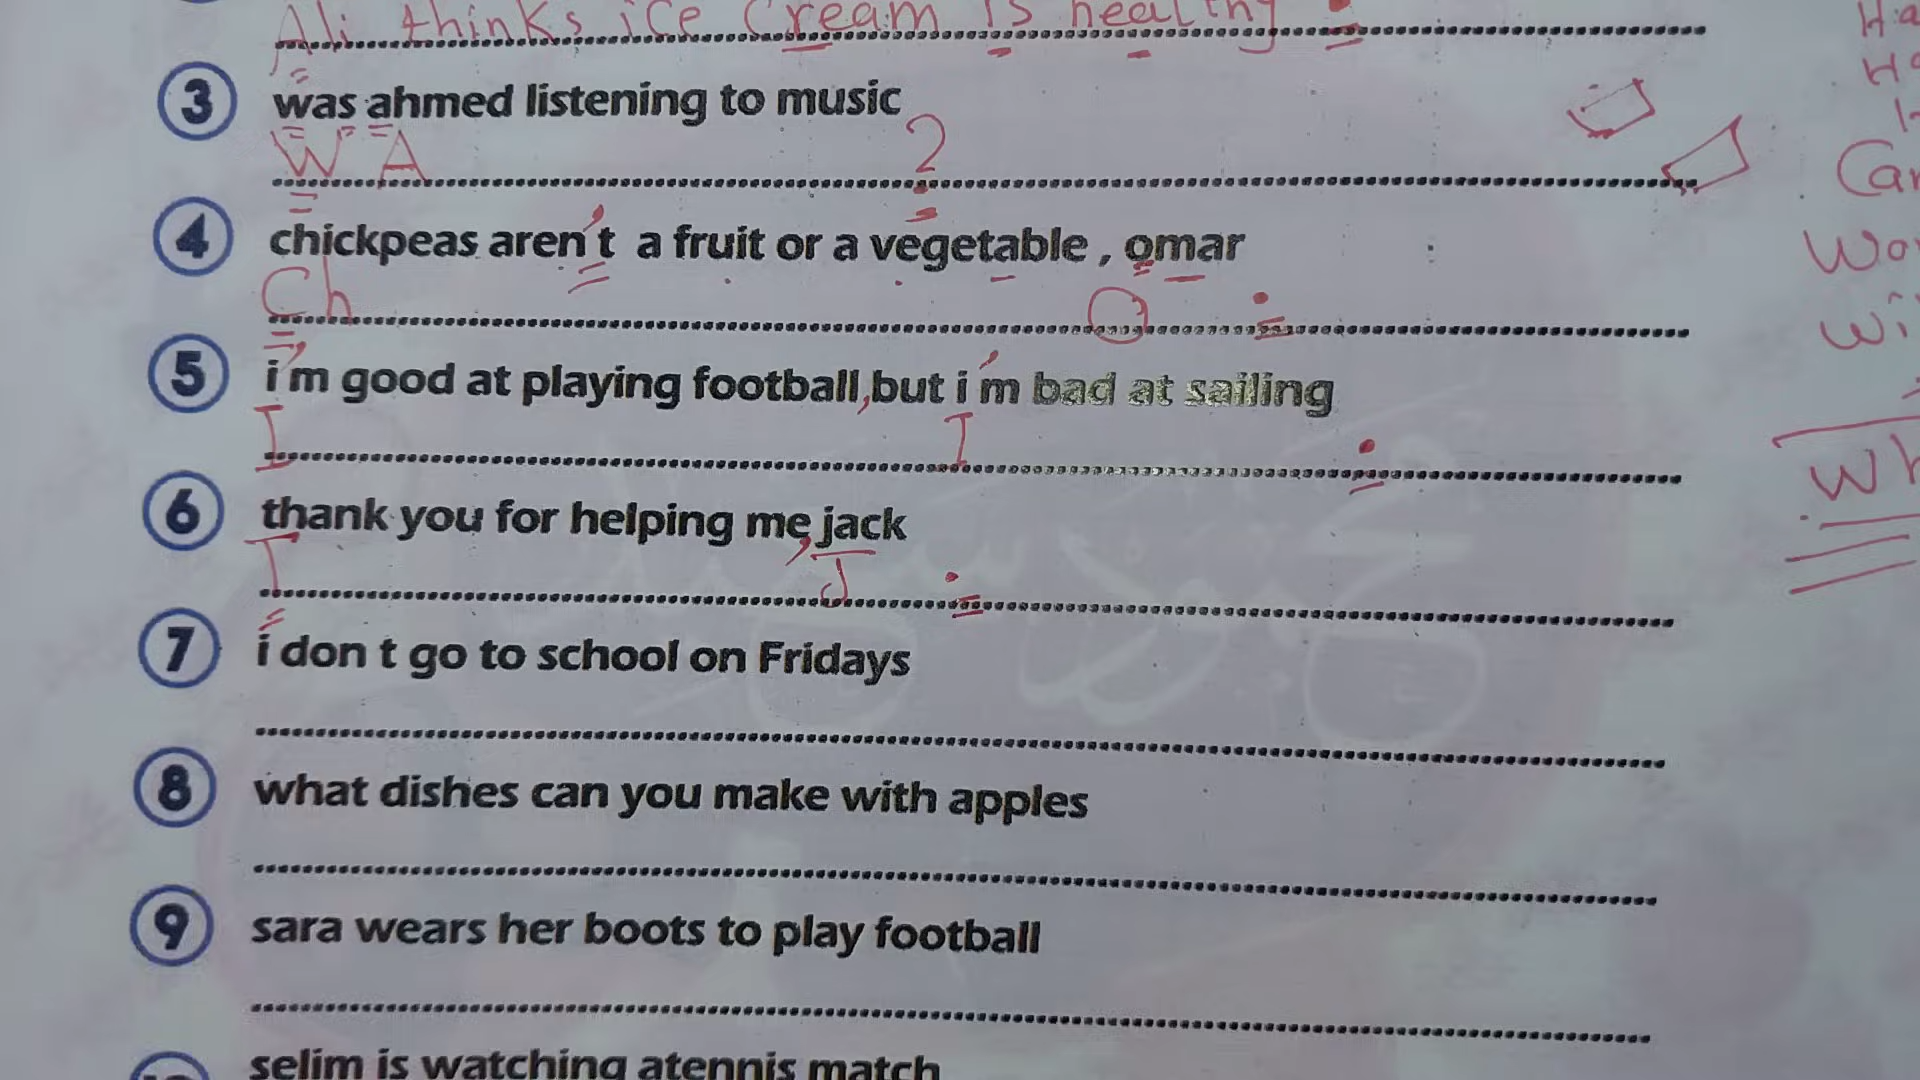 Ali thinks ice Cream is healthy .
3 was ahmed listening to music
W A ?
4 chickpeas aren't a fruit or a vegetable , omar
Ch O .
5 i'm good at playing football,but i'm bad at sailing
I I .
6 thank you for helping me,jack
T J .
7 i don t go to school on Fridays
8 what dishes can you make with apples
9 sara wears her boots to play football
selim is watching atennis match